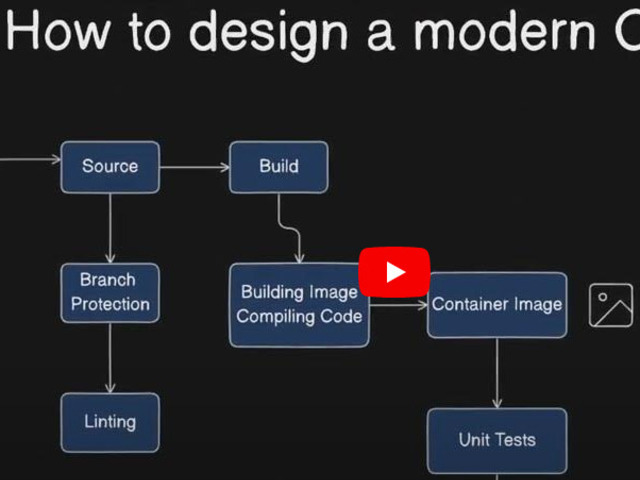 How to design a modern C
Source
Build
Branch
Protection
Building Image
Compiling Code
Container Image
Linting
Unit Tests